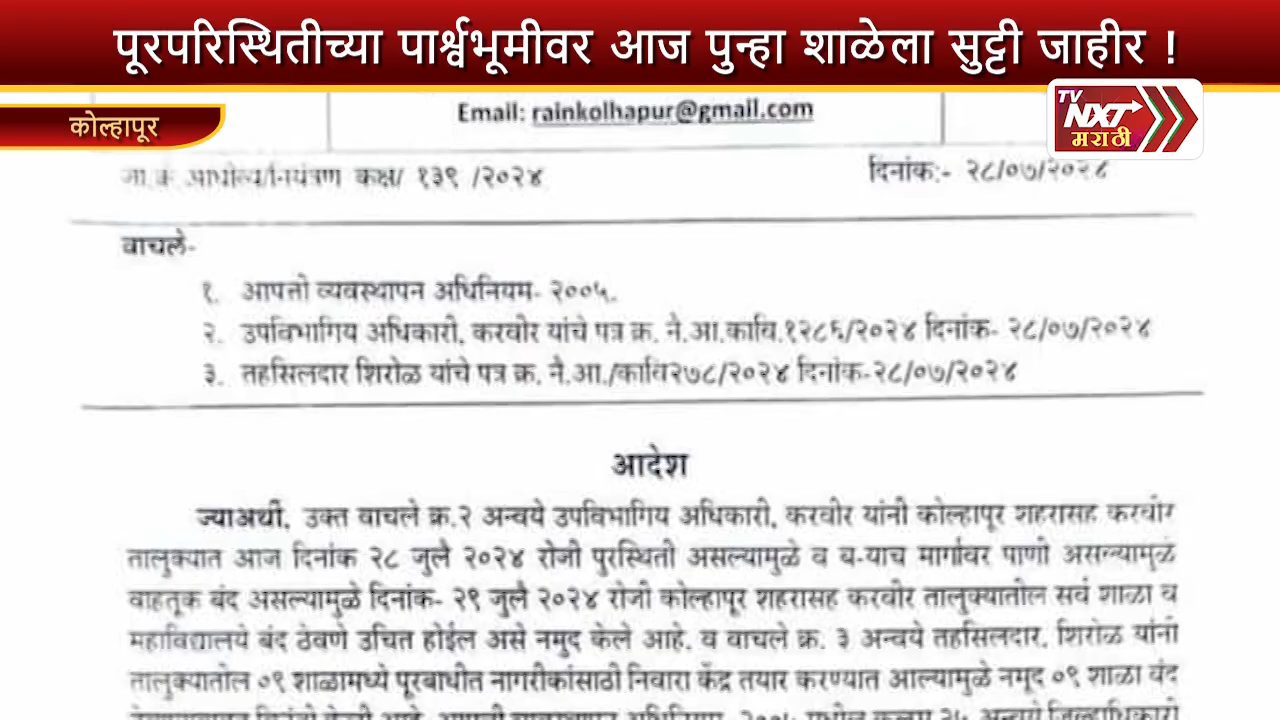 पूरपरिस्थितीच्या पार्श्वभूमीवर आज पुन्हा शाळेला सुट्टी जाहीर !
कोल्हापूर
TV
NXT
मराठी
Email: rainkolhapur@gmail.com
नियंत्रण कक्ष/ १३९ /२०२४ दिनांक:- २८/०७/२०२४
वाचले-
१. आपत्ती व्यवस्थापन अधिनियम- २००५.
२. उपविभागिय अधिकारी, करवीर यांचे पत्र क्र. नै.आ.कावि.१२८६/२०२४ दिनांक- २८/०७/२०२४
३. तहसिलदार शिरोळ यांचे पत्र क्र. नै.आ./कावि२७८/२०२४ दिनांक-२८/०७/२०२४
आदेश
ज्याअर्थी, उक्त वाचले क्र.२ अन्वये उपविभागिय अधिकारी, करवीर यांनी कोल्हापूर शहरासह करवीर
तालुक्यात आज दिनांक २८ जुलै २०२४ रोजी पुरस्थिती असल्यामुळे व ब-याच मार्गावर पाणी असल्यामुळे
वाहतूक बंद असल्यामुळे दिनांक- २९ जुलै २०२४ रोजी कोल्हापूर शहरासह करवीर तालुक्यातील सर्व शाळा व
महाविद्यालये बंद ठेवणे उचित होईल असे नमुद केले आहे. व वाचले क्र. ३ अन्वये तहसिलदार, शिरोळ यांनी
तालुक्यातील ०९ शाळामध्ये पूरबाधीत नागरीकांसाठी निवारा केंद्र तयार करण्यात आल्यामुळे नमूद ०९ शाळा बंद